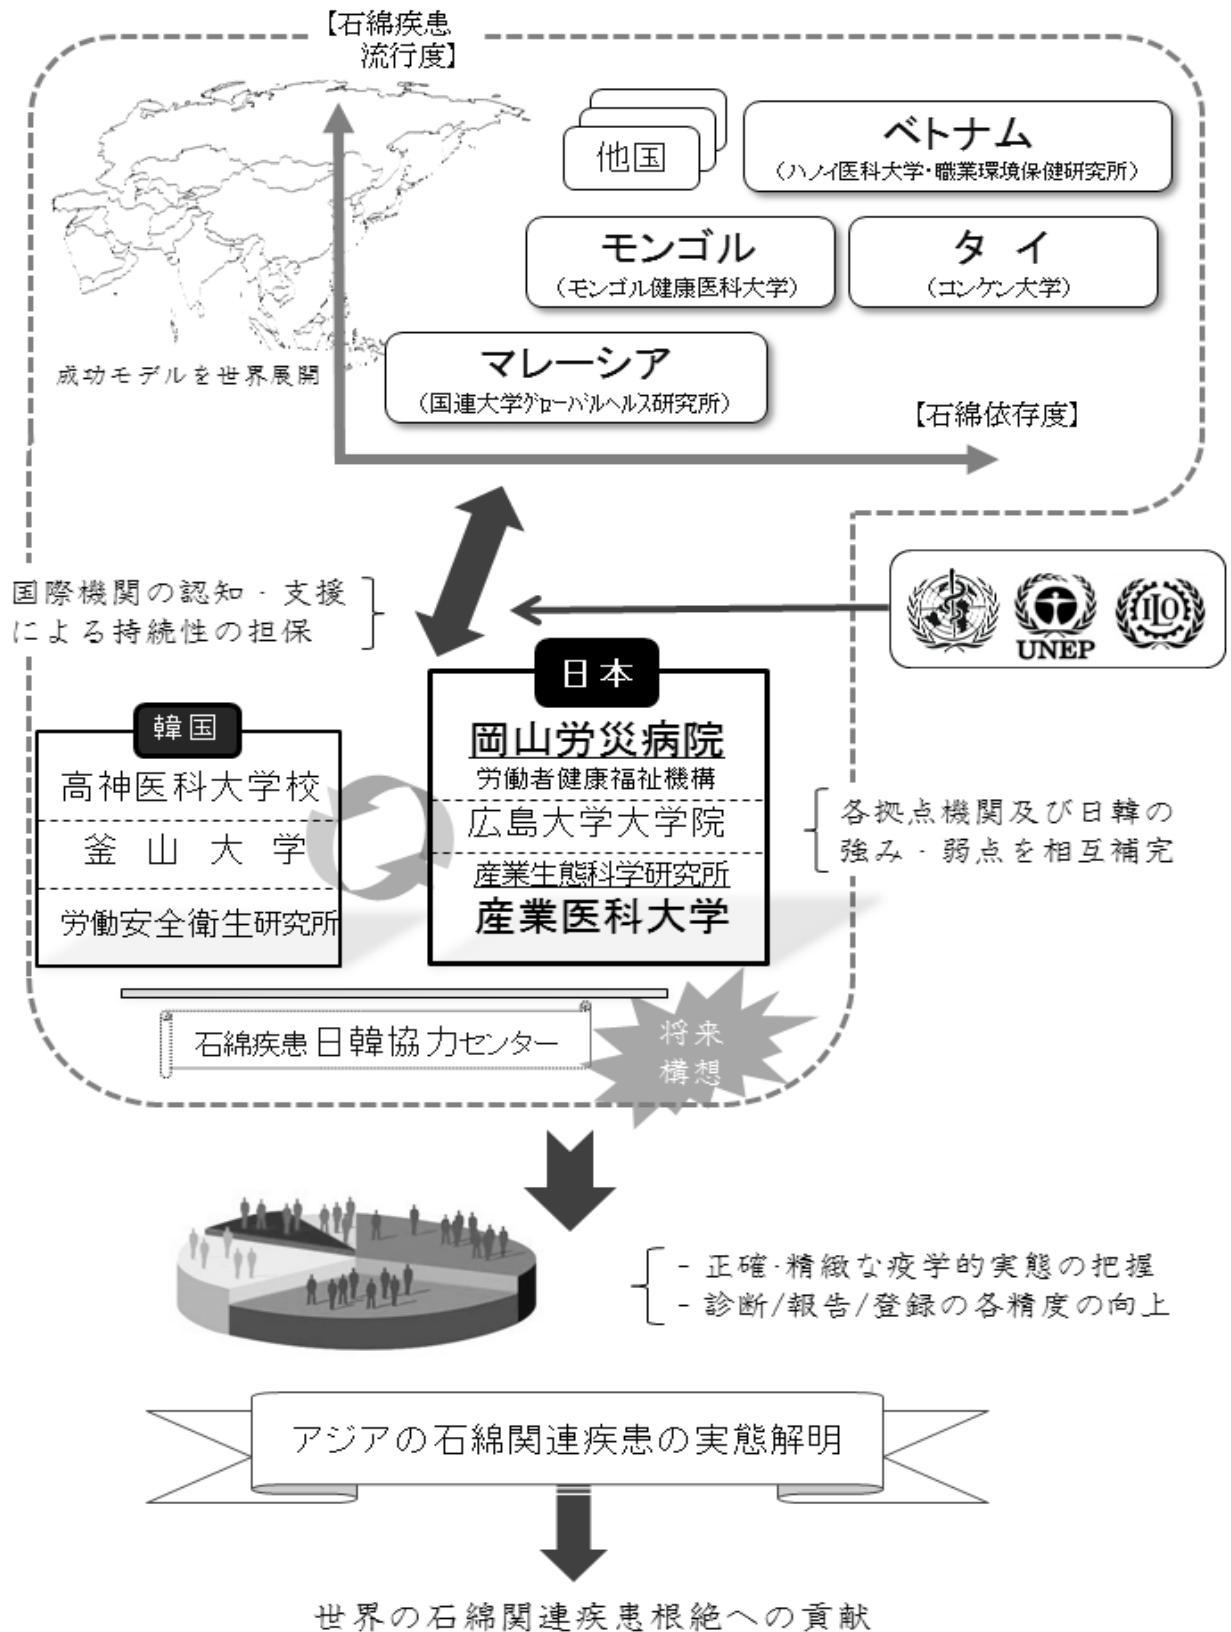 【石綿疾患
流行度】
他国
ベトナム
（ハノイ医科大学・職業環境保健研究所）
モンゴル
（モンゴル健康医科大学）
タイ
（コンケン大学）
マレーシア
（国連大学グローバルヘルス研究所）
成功モデルを世界展開
【石綿依存度】
国際機関の認知・支援
による持続性の担保
UNEP
ILO
日本
岡山労災病院
労働者健康福祉機構
広島大学大学院
産業生態科学研究所
産業医科大学
韓国
高神医科大学校
釜山大学
労働安全衛生研究所
各拠点機関及び日韓の
強み・弱点を相互補完
石綿疾患日韓協力センター
将来
構想
- 正確・精緻な疫学的実態の把握
- 診断/報告/登録の各精度の向上
アジアの石綿関連疾患の実態解明
世界の石綿関連疾患根絶への貢献